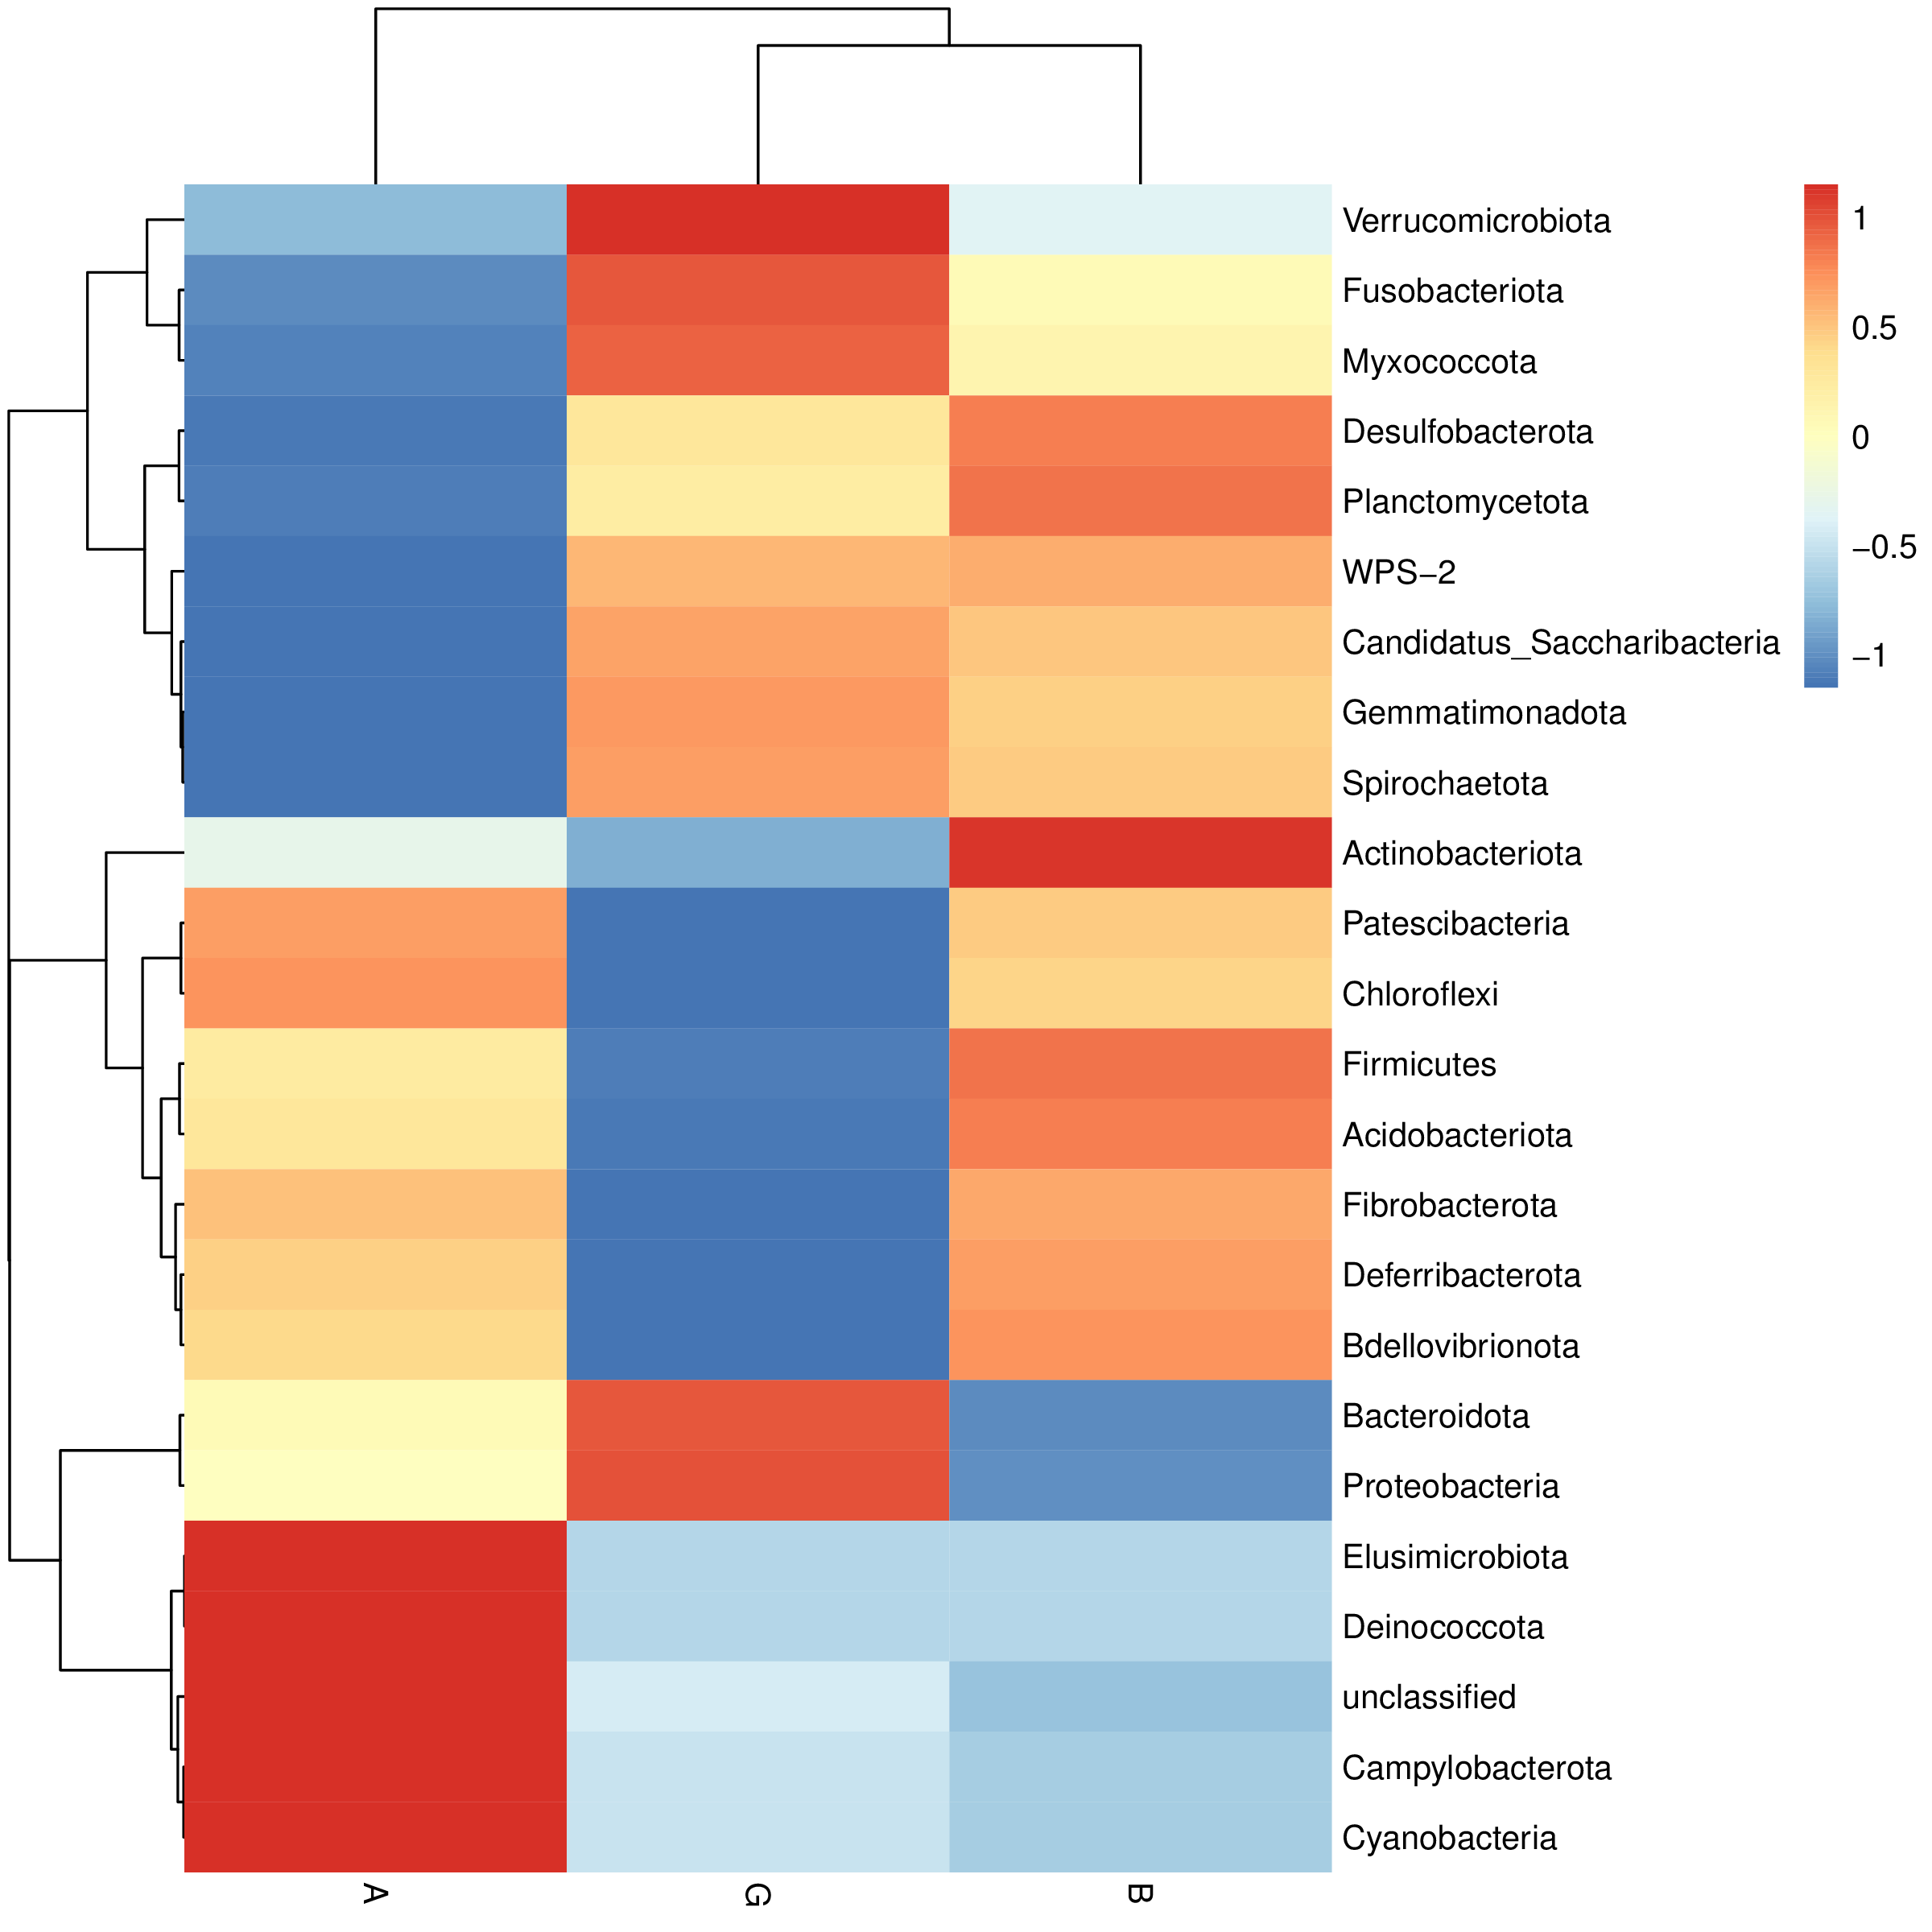 Verrucomicrobiota
Fusobacteriota
Myxococcota
Desulfobacterota
Planctomycetota
WPS−2
Candidatus_Saccharibacteria
Gemmatimonadota
Spirochaetota
Actinobacteriota
Patescibacteria
Chloroflexi
Firmicutes
Acidobacteriota
Fibrobacterota
Deferribacterota
Bdellovibrionota
Bacteroidota
Proteobacteria
Elusimicrobiota
Deinococcota
unclassified
Campylobacterota
Cyanobacteria
A
G
B
1
0.5
0
−0.5
−1